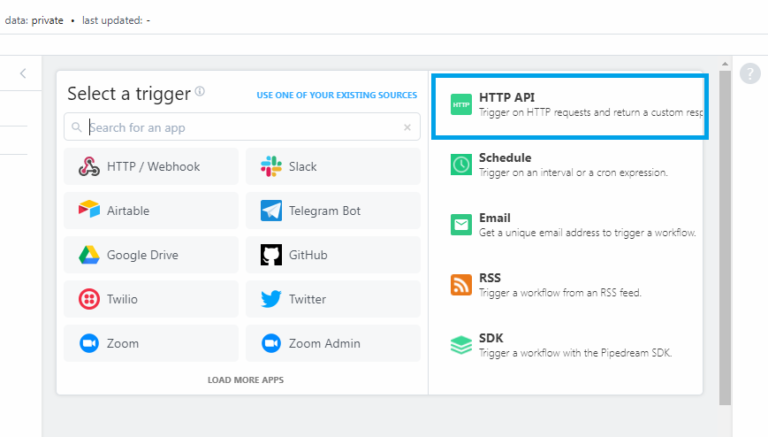 data: private • last updated: -
Select a trigger
USE ONE OF YOUR EXISTING SOURCES
Search for an app
HTTP / Webhook
Slack
Airtable
Telegram Bot
Google Drive
GitHub
Twilio
Twitter
Zoom
Zoom Admin
LOAD MORE APPS
HTTP
HTTP API
Trigger on HTTP requests and return a custom resp
Schedule
Trigger on an interval or a cron expression.
Email
Get a unique email address to trigger a workflow.
RSS
Trigger a workflow from an RSS feed.
SDK
Trigger a workflow with the Pipedream SDK.
?